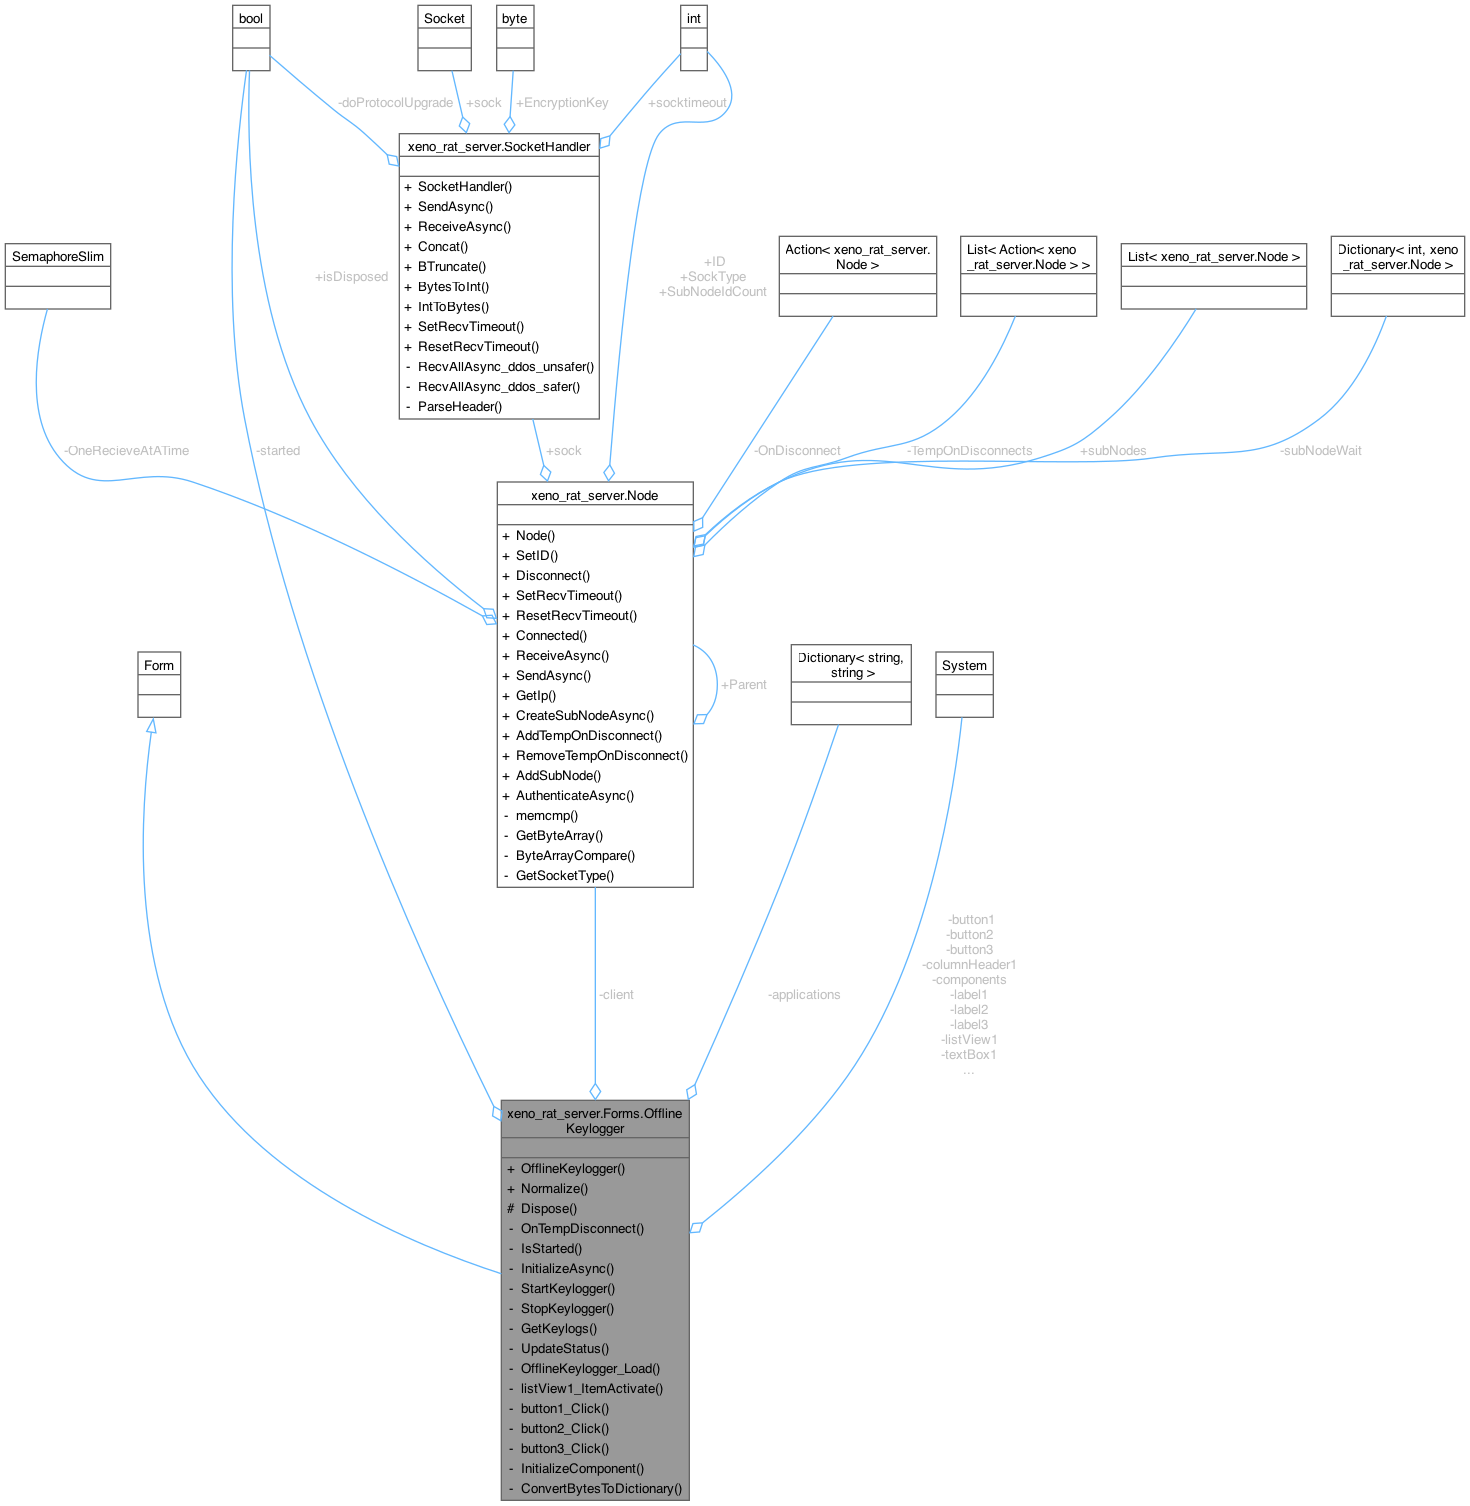 bool
Socket
byte
int
-doProtocolUpgrade
+sock
+EncryptionKey
+socktimeout
xeno_rat_server.SocketHandler
+ SocketHandler()
+ SendAsync()
+ ReceiveAsync()
+ Concat()
+ BTruncate()
+ BytesToInt()
+ IntToBytes()
+ SetRecvTimeout()
+ ResetRecvTimeout()
- RecvAllAsync_ddos_unsafer()
- RecvAllAsync_ddos_safer()
- ParseHeader()
SemaphoreSlim
+isDisposed
+ID
+SockType
+SubNodeIdCount
Action< xeno_rat_server.
Node >
List< Action< xeno
_rat_server.Node > >
List< xeno_rat_server.Node >
Dictionary< int, xeno
_rat_server.Node >
-OneRecieveAtATime
-started
+sock
-OnDisconnect
-TempOnDisconnects
+subNodes
-subNodeWait
xeno_rat_server.Node
+ Node()
+ SetID()
+ Disconnect()
+ SetRecvTimeout()
+ ResetRecvTimeout()
+ Connected()
+ ReceiveAsync()
+ SendAsync()
+ GetIp()
+ CreateSubNodeAsync()
+ AddTempOnDisconnect()
+ RemoveTempOnDisconnect()
+ AddSubNode()
+ AuthenticateAsync()
- memcmp()
- GetByteArray()
- ByteArrayCompare()
- GetSocketType()
+Parent
Form
Dictionary< string,
string >
System
-client
-applications
-button1
-button2
-button3
-columnHeader1
-components
-label1
-label2
-label3
-listView1
-textBox1
...
xeno_rat_server.Forms.Offline
Keylogger
+ OfflineKeylogger()
+ Normalize()
# Dispose()
- OnTempDisconnect()
- IsStarted()
- InitializeAsync()
- StartKeylogger()
- StopKeylogger()
- GetKeylogs()
- UpdateStatus()
- OfflineKeylogger_Load()
- listView1_ItemActivate()
- button1_Click()
- button2_Click()
- button3_Click()
- InitializeComponent()
- ConvertBytesToDictionary()